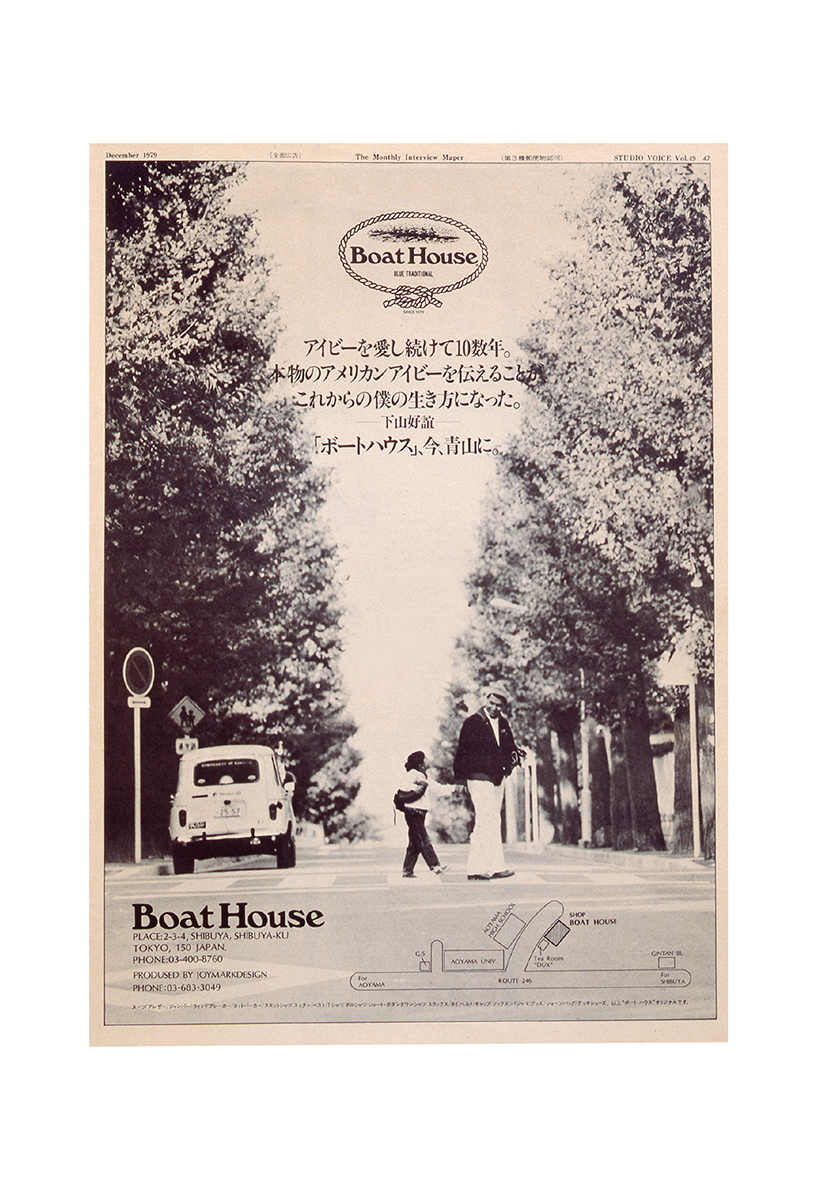 December 1979
〔全面広告〕
The Monthly Interview Maper
(第3種郵便物認可)
STUDIO VOICE Vol.49 47
Boat House
BLUE TRADITIONAL
SINCE 1979
アイビーを愛し続けて10数年。
本物のアメリカンアイビーを伝えることが
これからの僕の生き方になった。
下山好誼
「ボートハウス」、今、青山に。
Boat House
PLACE:2-3-4, SHIBUYA, SHIBUYA-KU
TOKYO, 150 JAPAN.
PHONE:03-400-8760
PRODUSED BY JOYMARKDESIGN
PHONE:03-683-3049
AOYAMA
HIGH SCHOOL
SHOP
BOAT HOUSE
G.S
AOYAMA UNIV.
Tea Room
"DUX"
GINTAN BL.
For
AOYAMA
ROUTE 246
For
SHIBUYA